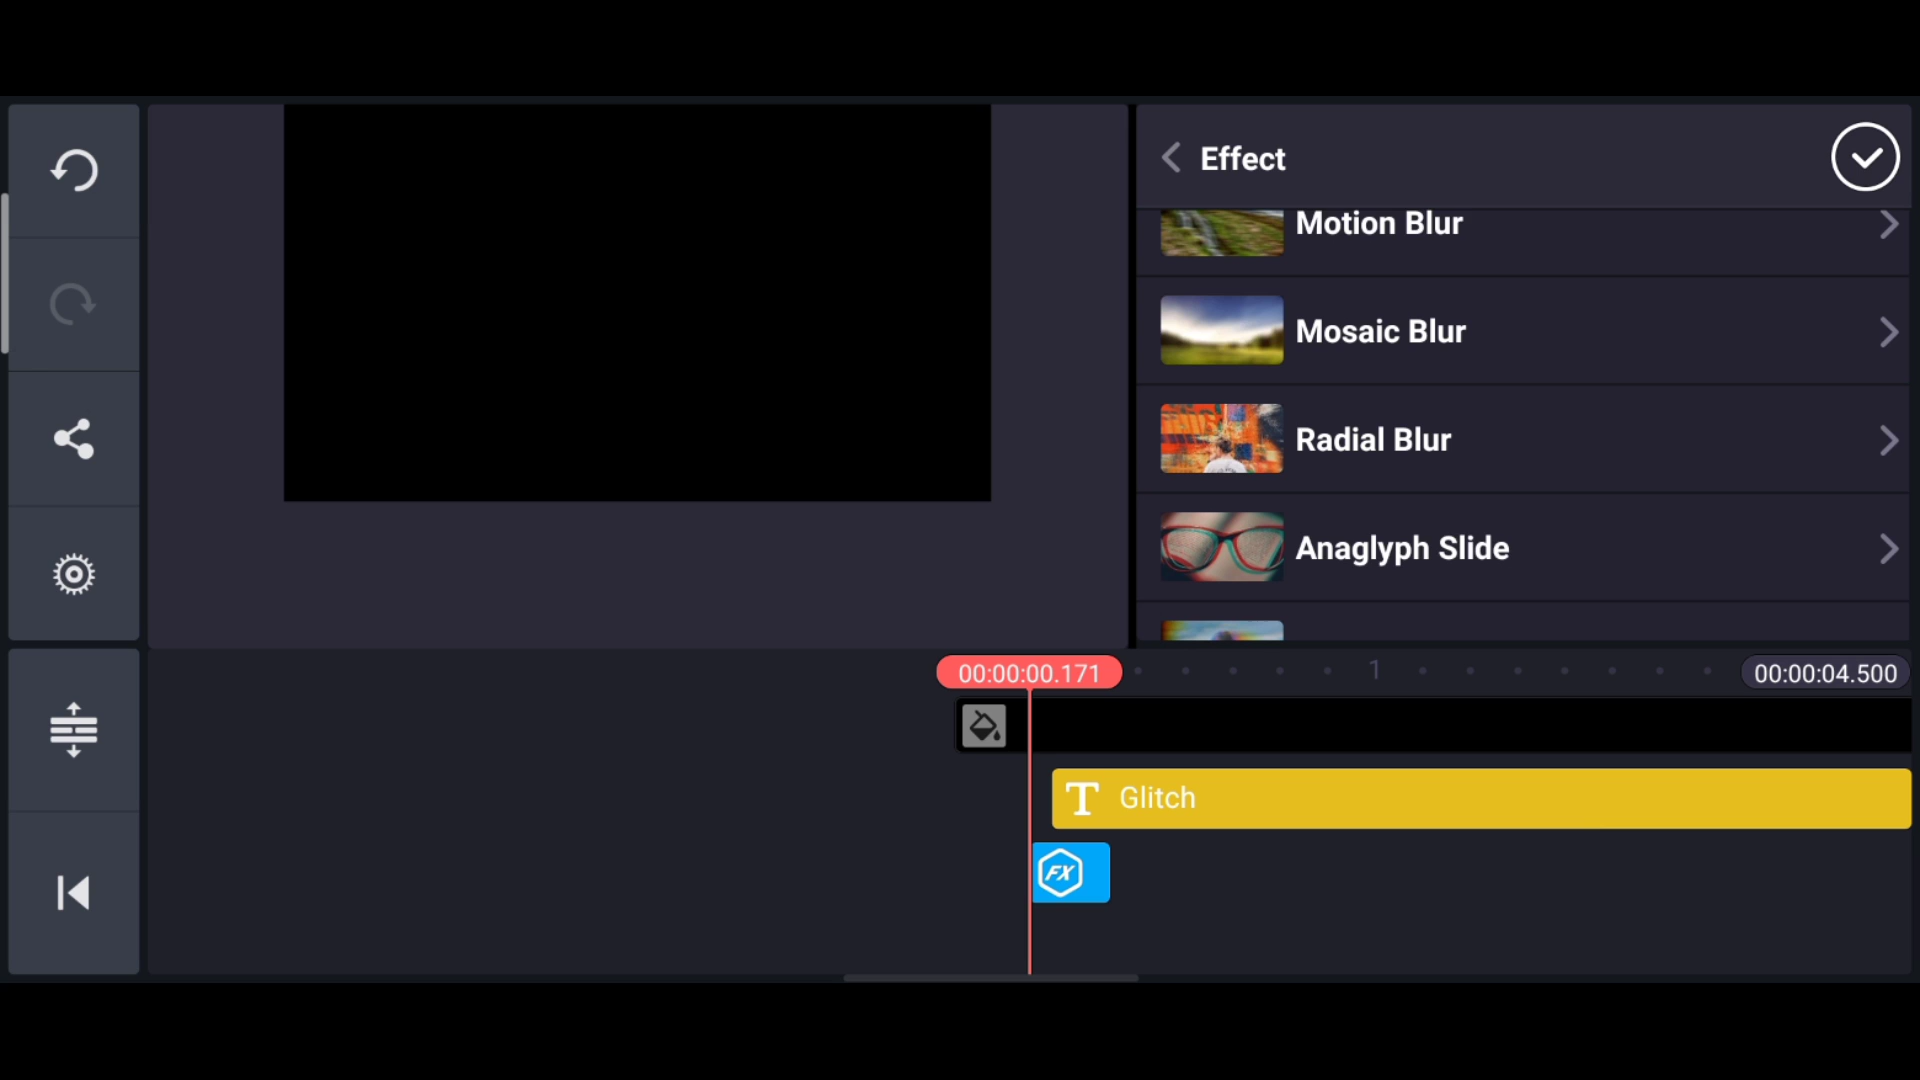 Effect
Motion Blur
Mosaic Blur
Radial Blur
Anaglyph Slide
00:00:00.171
1
00:00:04.500
T Glitch
FX